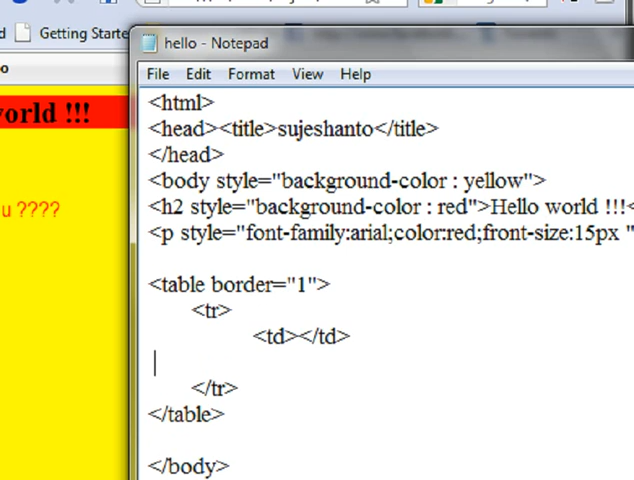 Getting Starte
hello - Notepad
File Edit Format View Help
<html>
<head><title>sujeshanto</title>
</head>
<body style="background-color : yellow">
<h2 style="background-color : red">Hello world !!!<
<p style="font-family:arial;color:red;front-size:15px "
<table border="1">
<tr>
<td></td>
</tr>
</table>
</body>
orld !!!
u ????